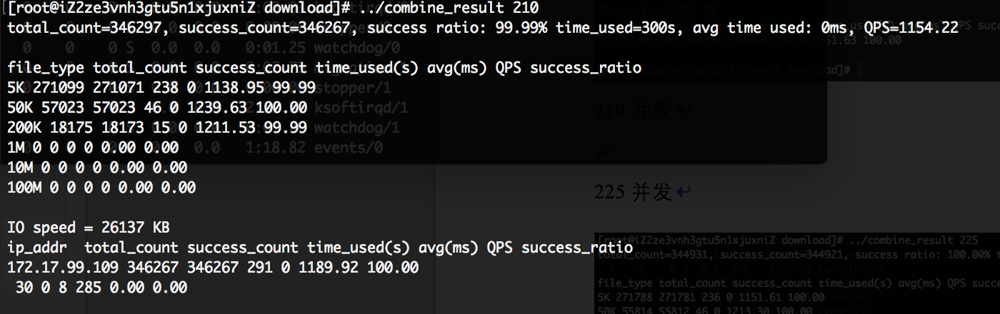 [root@iZ2ze3vnh3gtu5n1xjuxniZ download]# ../combine_result 210
total_count=346297, success_count=346267, success ratio: 99.99% time_used=300s, avg time used: 0ms, QPS=1154.22
0 0 0 S 0.0 0.0 0:01.25 watchdog/0
file_type total_count success_count time_used(s) avg(ms) QPS success_ratio
5K 271099 271071 238 0 1138.95 99.99
stopper/1
50K 57023 57023 46 0 1239.63 100.00
ksoftirqd/1
200K 18175 18173 15 0 1211.53 99.99
watchdog/1
1M 0 0 0 0 0.00 0.00
0.0 1:18.82 events/0
10M 0 0 0 0 0.00 0.00
100M 0 0 0 0 0.00 0.00
IO speed = 26137 KB
ip_addr total_count success_count time_used(s) avg(ms) QPS success_ratio
172.17.99.109 346267 346267 291 0 1189.92 100.00
30 0 8 285 0.00 0.00
210 并发
225 并发
[root@iZ2ze3vnh3gtu5n1xjuxniZ download]# ../combine_result 225
total_count=344931, success_count=344921, success ratio: 100.00%
file_type total_count success_count time_used(s) avg(ms) QPS
5K 271788 271781 236 0 1151.61 100.00
50K 55814 55812 46 0 1213.30 100.00